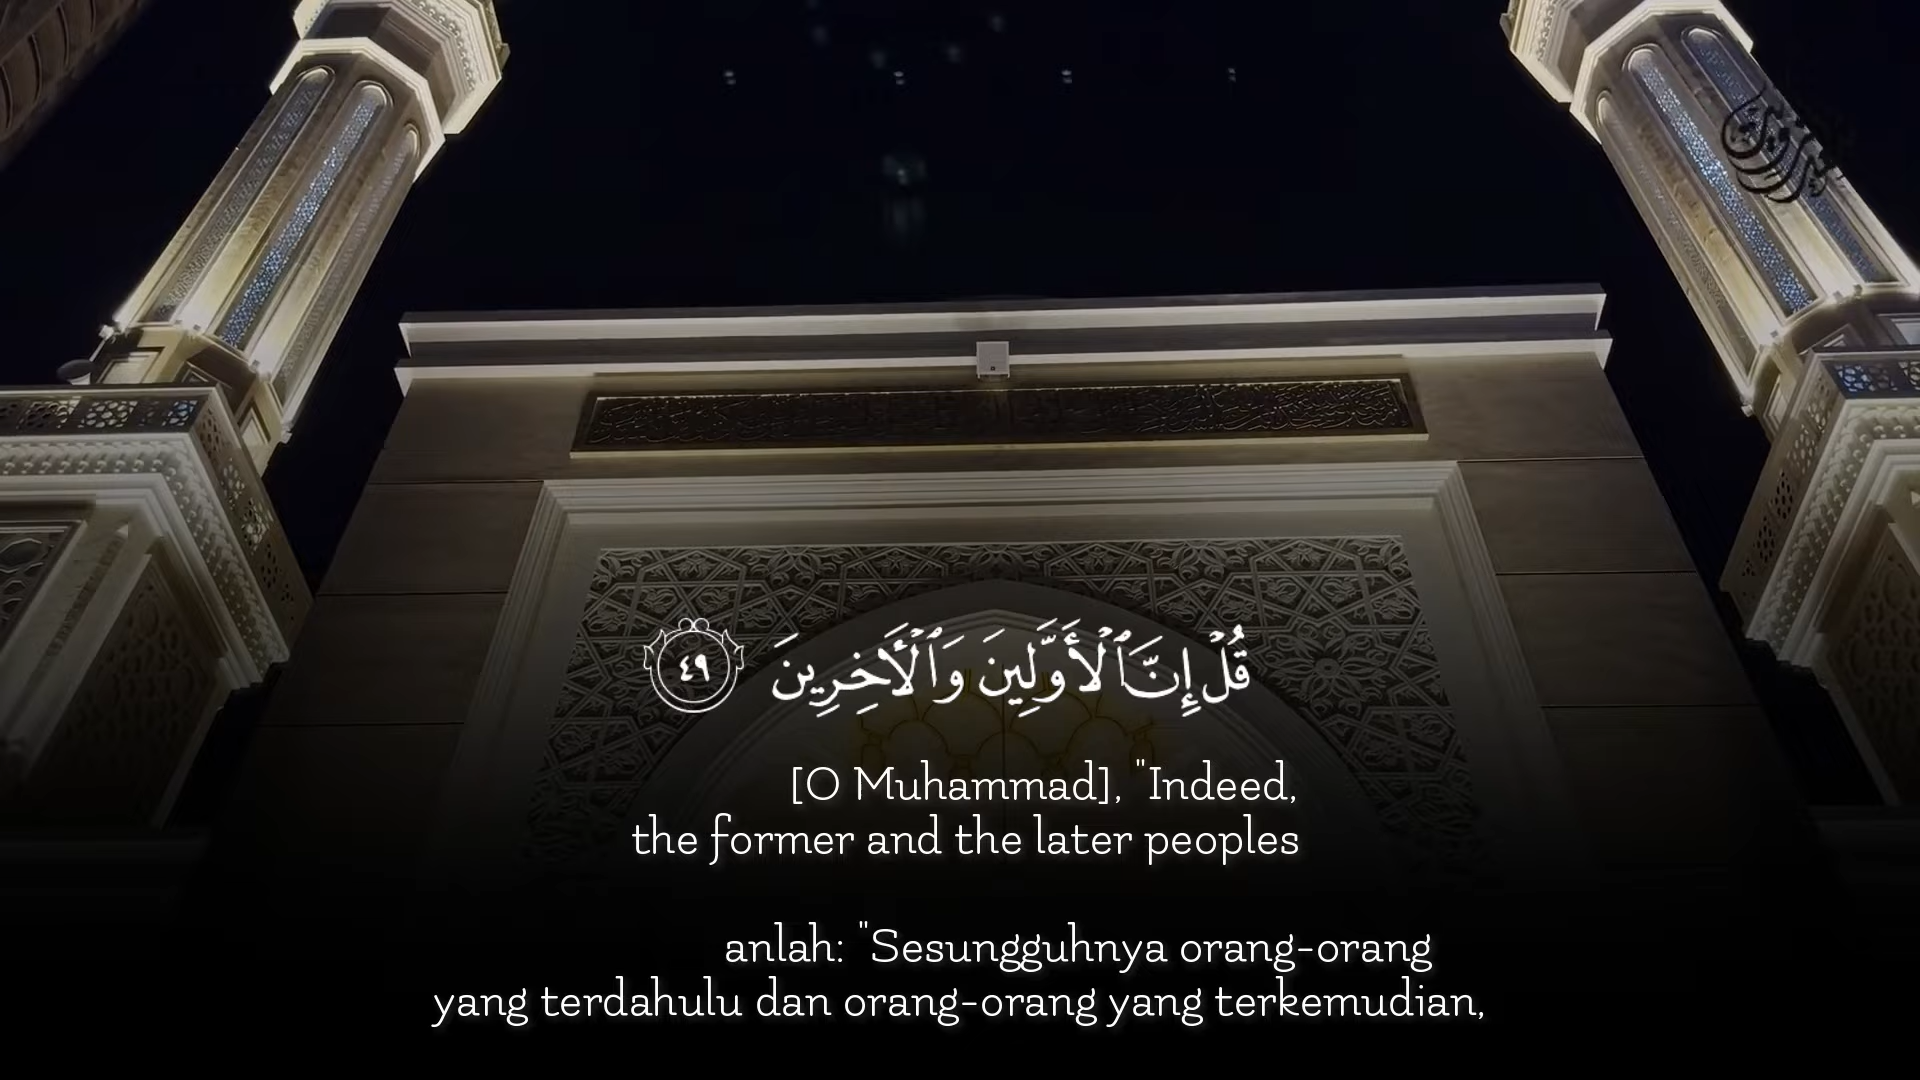 قُلْ إِنَّ ٱلْأَوَّلِينَ وَٱلْـَٔاخِرِينَ ٤٩
[O Muhammad], "Indeed,
the former and the later peoples
anlah: "Sesungguhnya orang-orang
yang terdahulu dan orang-orang yang terkemudian,